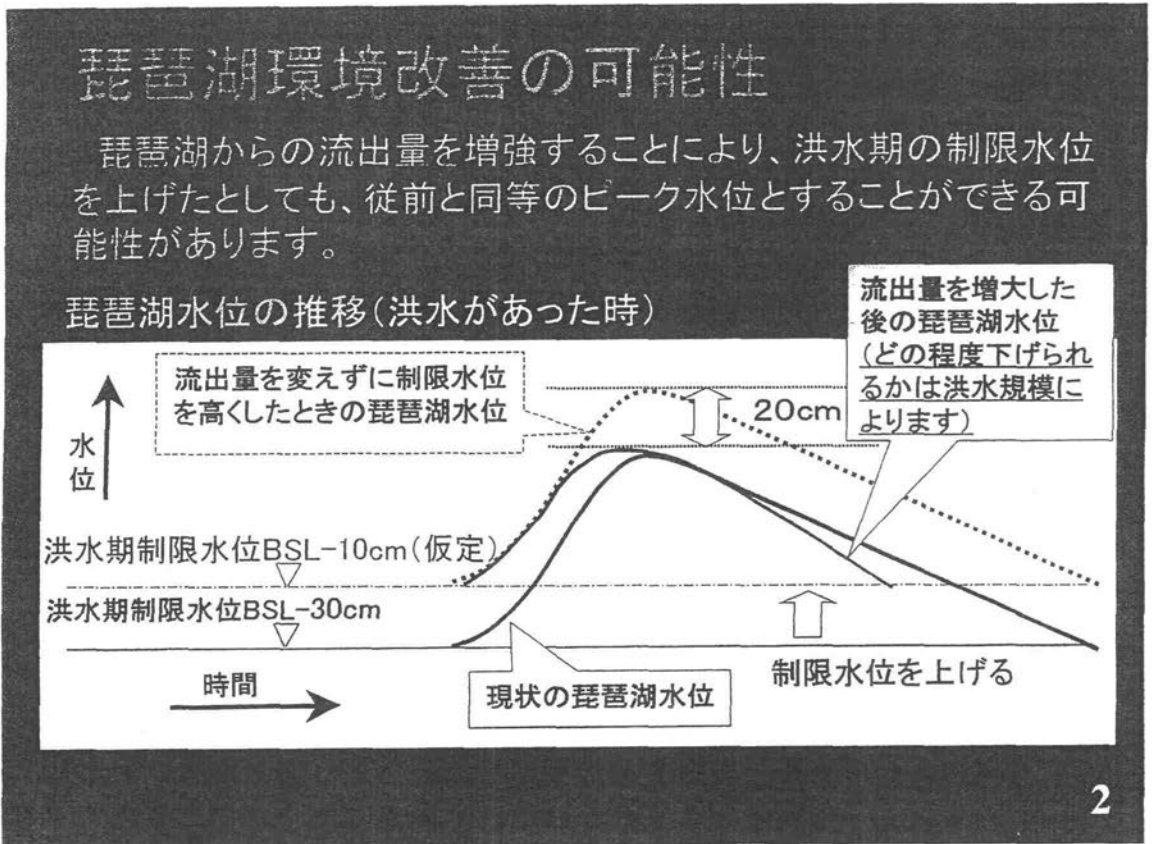 琵琶湖環境改善の可能性
琵琶湖からの流出量を増強することにより、洪水期の制限水位
を上げたとしても、従前と同等のピーク水位とすることができる可
能性があります。
琵琶湖水位の推移(洪水があった時)
流出量を増大した
後の琵琶湖水位
(どの程度下げられ
るかは洪水規模に
よります)
流出量を変えずに制限水位
を高くしたときの琵琶湖水位
20cm
水
位
洪水期制限水位BSL-10cm(仮定)
洪水期制限水位BSL-30cm
時間
現状の琵琶湖水位
制限水位を上げる
2